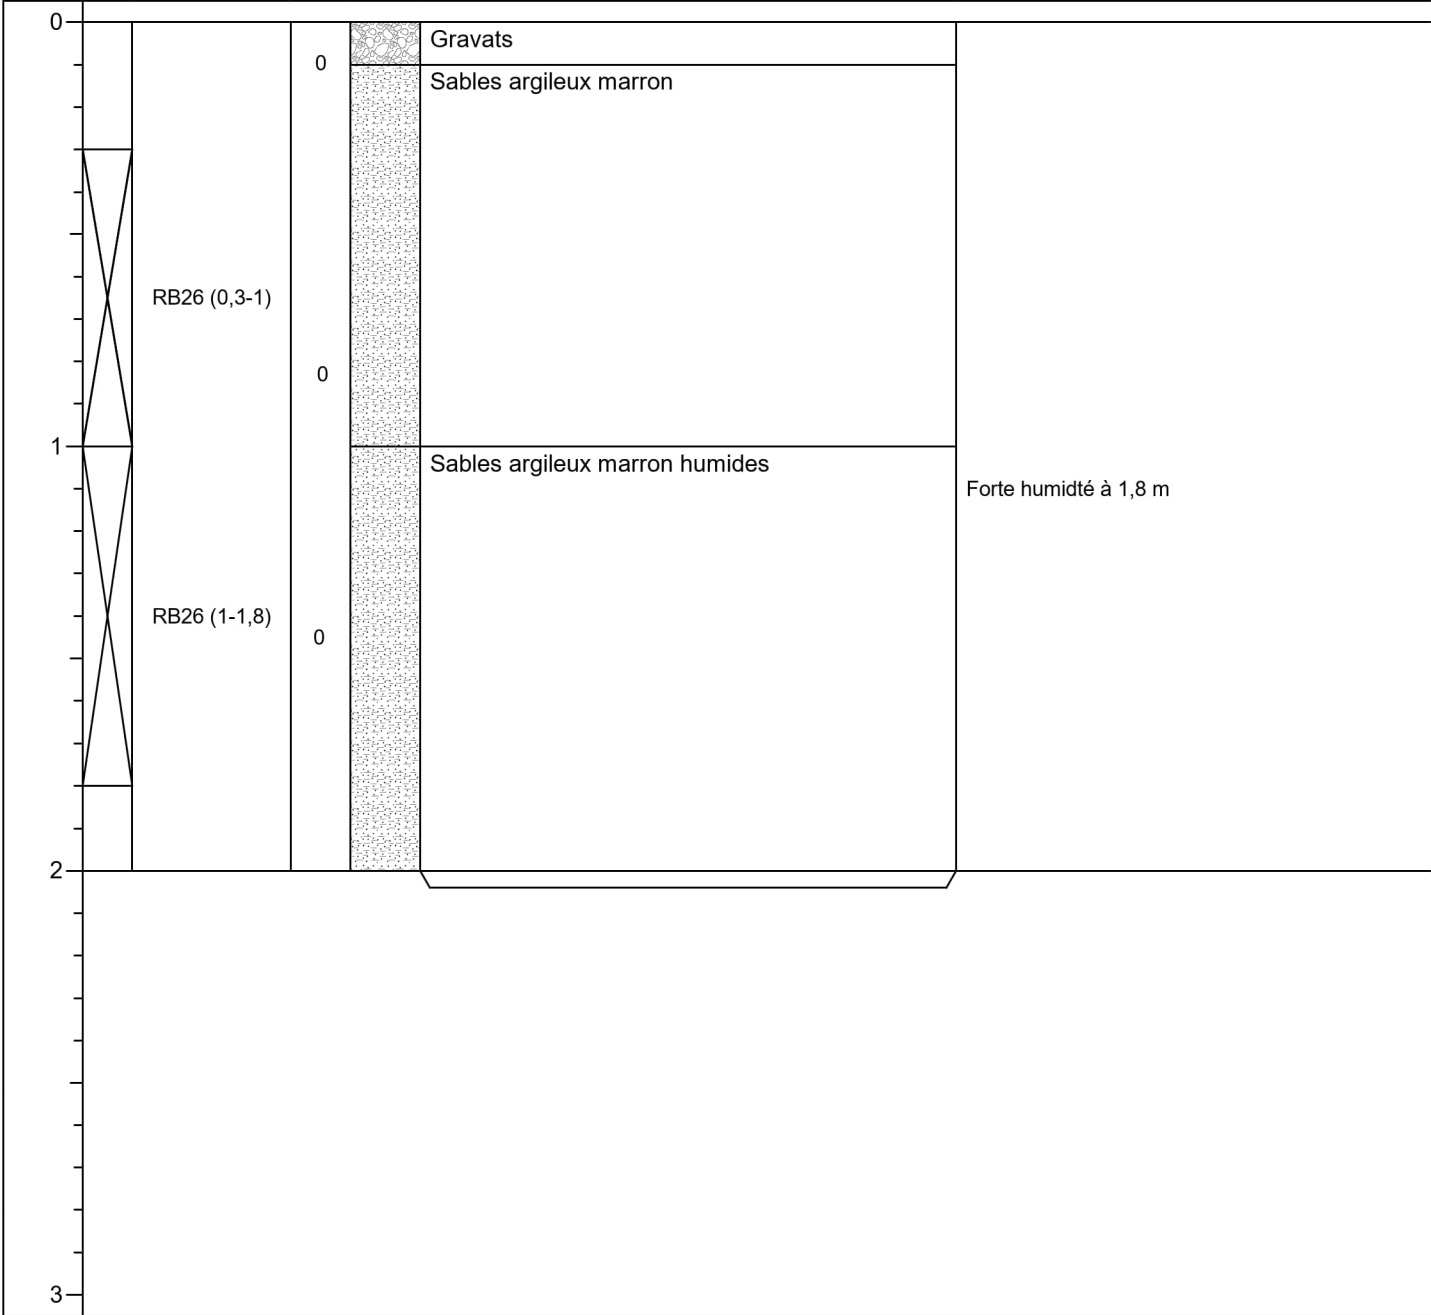 0
Gravats
0
Sables argileux marron
RB26 (0,3-1)
0
1
Sables argileux marron humides
Forte humidté à 1,8 m
RB26 (1-1,8)
0
2
3